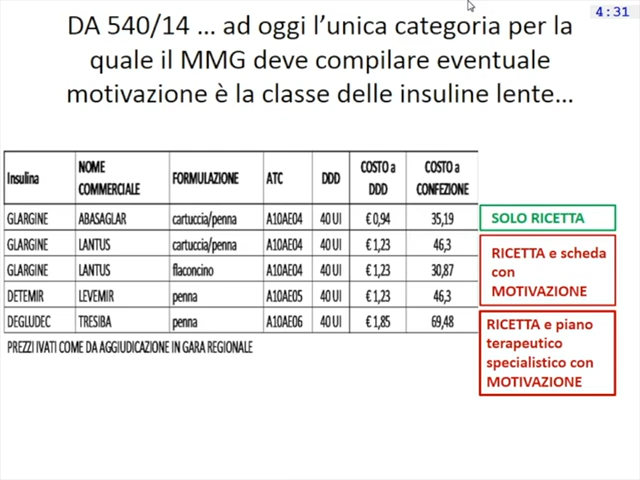 4:31
DA 540/14 … ad oggi l’unica categoria per la
quale il MMG deve compilare eventuale
motivazione è la classe delle insuline lente…
Insulina NOME COMMERCIALE FORMULAZIONE ATC DDD COSTO a DDD COSTO a CONFEZIONE
GLARGINE ABASAGLAR cartuccia/penna A10AE04 40 UI € 0,94 35,19 SOLO RICETTA
GLARGINE LANTUS cartuccia/penna A10AE04 40 UI € 1,23 46,3
GLARGINE LANTUS flaconcino A10AE04 40 UI € 1,23 30,87
DETEMIR LEVEMIR penna A10AE05 40 UI € 1,23 46,3
RICETTA e scheda
con
MOTIVAZIONE
DEGLUDEC TRESIBA penna A10AE06 40 UI € 1,85 69,48
RICETTA e piano
terapeutico
specialistico con
MOTIVAZIONE
PREZZI IVATI COME DA AGGIUDICAZIONE IN GARA REGIONALE